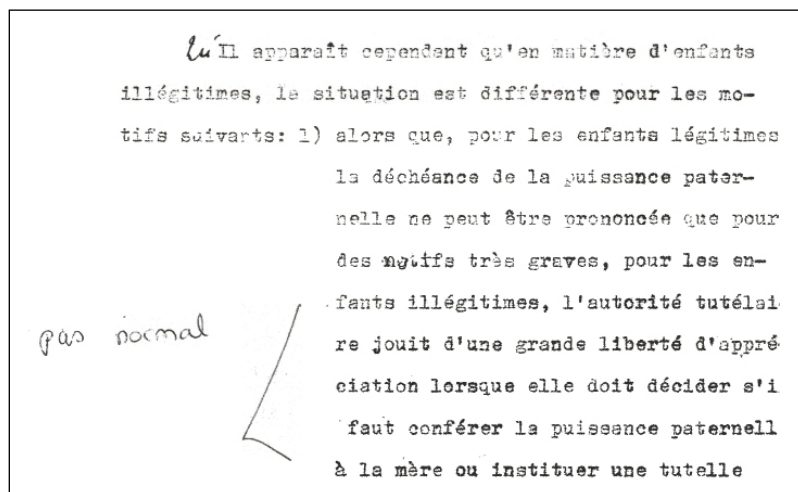 Qu'Il apparaît cependant qu'en matière d'enfants
illégitimes, la situation est différente pour les mo-
tifs suivants: 1) alors que, pour les enfants légitimes
la déchéance de la puissance pater-
nelle ne peut être prononcée que pour
des motifs très graves, pour les en-
fants illégitimes, l'autorité tutélai
pas normal
re jouit d'une grande liberté d'appré
ciation lorsque elle doit décider s'i
faut conférer la puissance paternell
à la mère ou instituer une tutelle